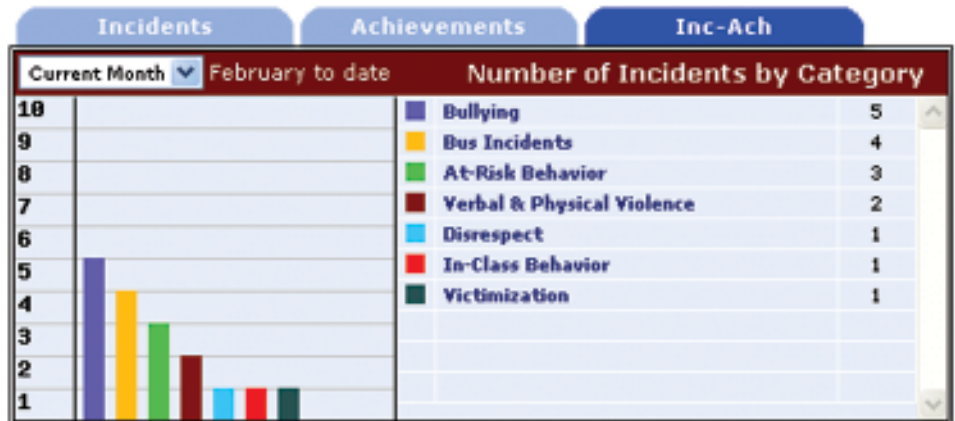 Incidents Achievements Inc-Ach
Current Month February to date Number of Incidents by Category
10
9
8
7
6
5
4
3
2
1
Bullying 5
Bus Incidents 4
At-Risk Behavior 3
Verbal & Physical Violence 2
Disrespect 1
In-Class Behavior 1
Victimization 1